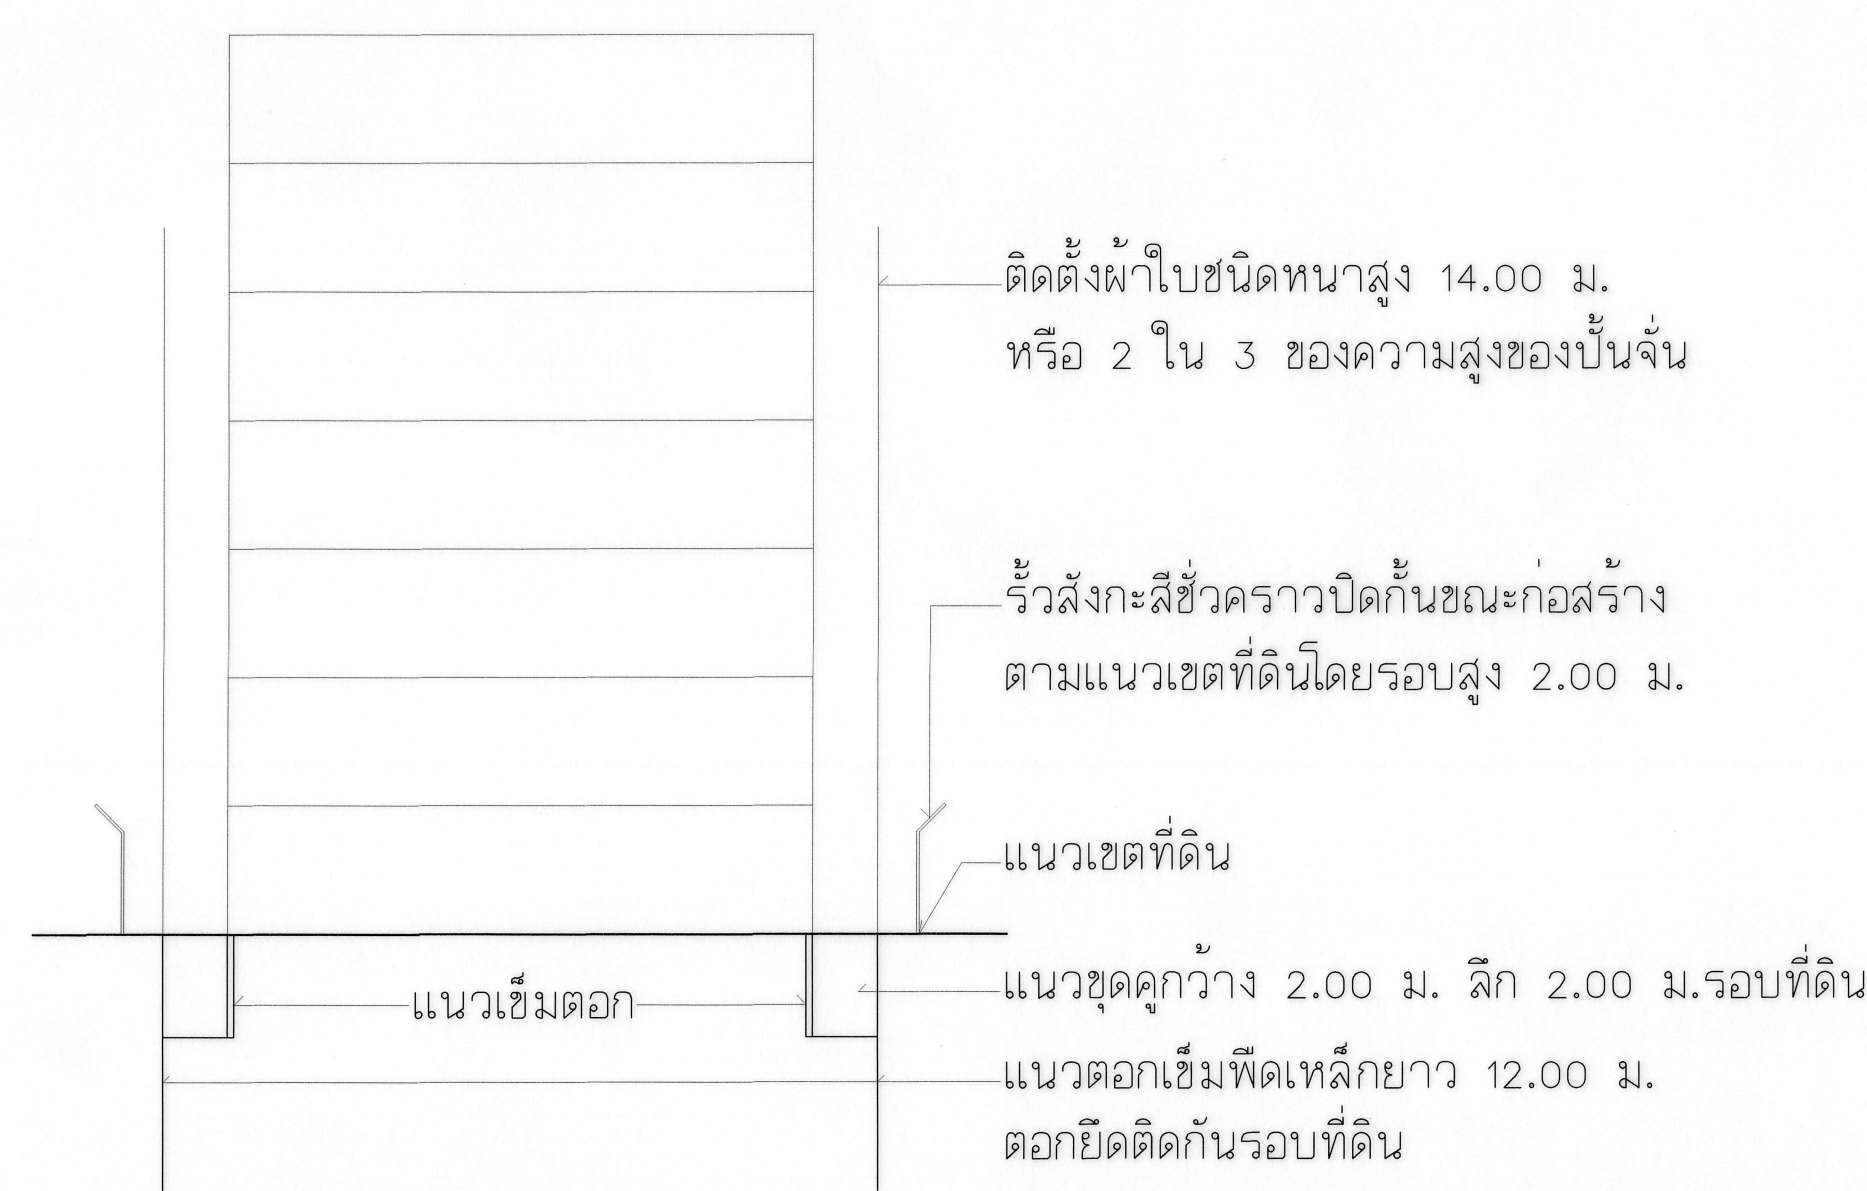 ติดตั้งผ้าใบชนิดหนาสูง 14.00 ม.
หรือ 2 ใน 3 ของความสูงของปั้นจั่น
รั้วสังกะสีชั่วคราวปิดกั้นขณะก่อสร้าง
ตามแนวเขตที่ดินโดยรอบสูง 2.00 ม.
แนวเขตที่ดิน
แนวขุดคูกว้าง 2.00 ม. ลึก 2.00 ม.รอบที่ดิน
แนวเข็มตอก
แนวตอกเข็มพืดเหล็กยาว 12.00 ม.
ตอกยึดติดกันรอบที่ดิน